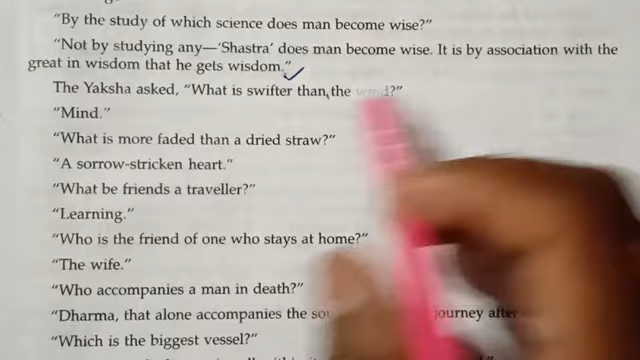 "By the study of which science does man become wise?"
"Not by studying any—'Shastra' does man become wise. It is by association with the
great in wisdom that he gets wisdom."
The Yaksha asked, "What is swifter than the wind?"
"Mind."
"What is more faded than a dried straw?"
"A sorrow-stricken heart."
"What be friends a traveller?"
"Learning."
"Who is the friend of one who stays at home?"
"The wife."
"Who accompanies a man in death?"
"Dharma, that alone accompanies the journey
"Which is the biggest vessel?"